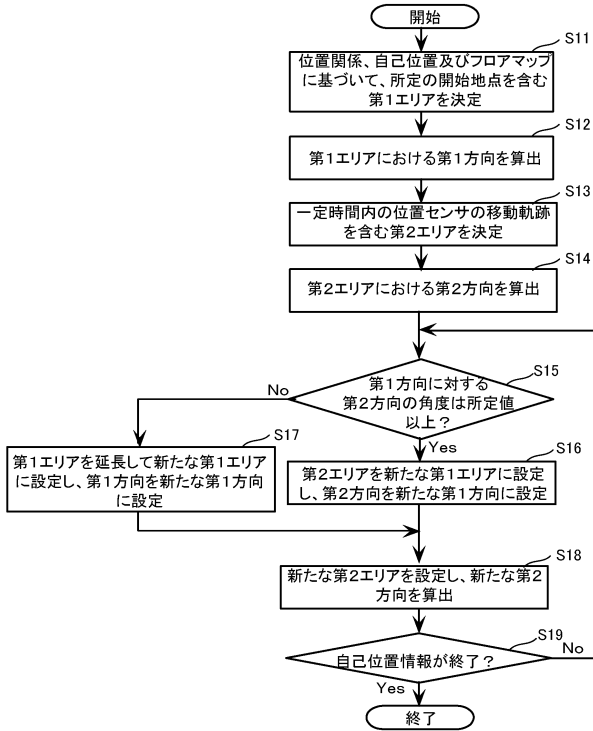 開始
S11
位置関係、自己位置及びフロアマップ
に基づいて、所定の開始地点を含む
第1エリアを決定
S12
第1エリアにおける第1方向を算出
S13
一定時間内の位置センサの移動軌跡
を含む第2エリアを決定
S14
第2エリアにおける第2方向を算出
S15
第1方向に対する
第2方向の角度は所定値
以上？
No
Yes
S17
第1エリアを延長して新たな第1エリア
に設定し、第1方向を新たな第1方向
に設定
S16
第2エリアを新たな第1エリアに設定
し、第2方向を新たな第1方向に設定
S18
新たな第2エリアを設定し、新たな第2
方向を算出
S19
自己位置情報が終了？
No
Yes
終了